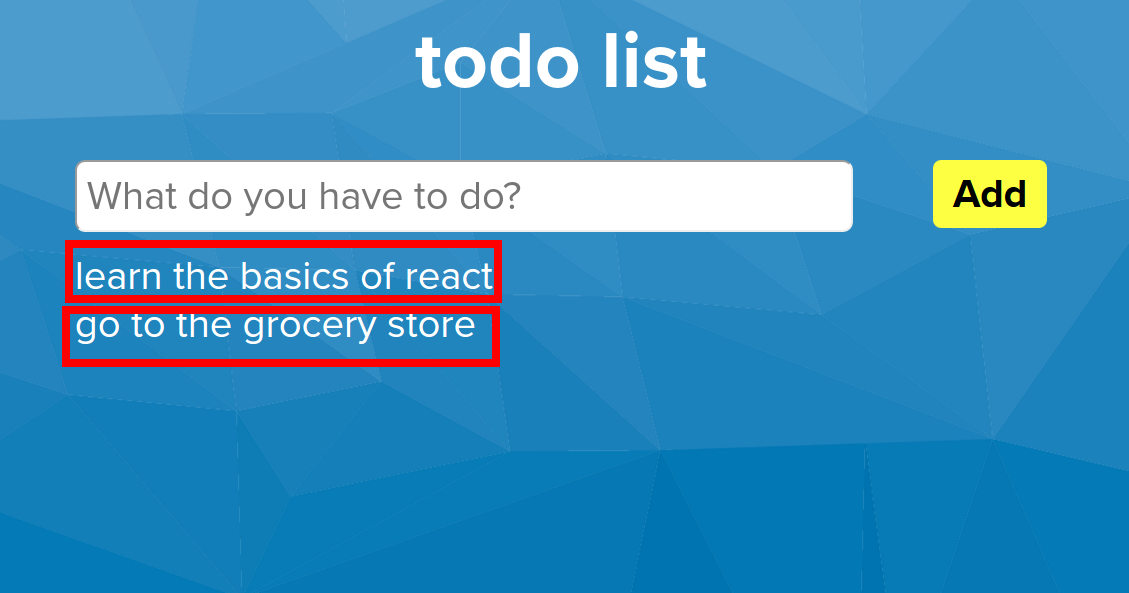 todo list
What do you have to do?
Add
learn the basics of react
go to the grocery store